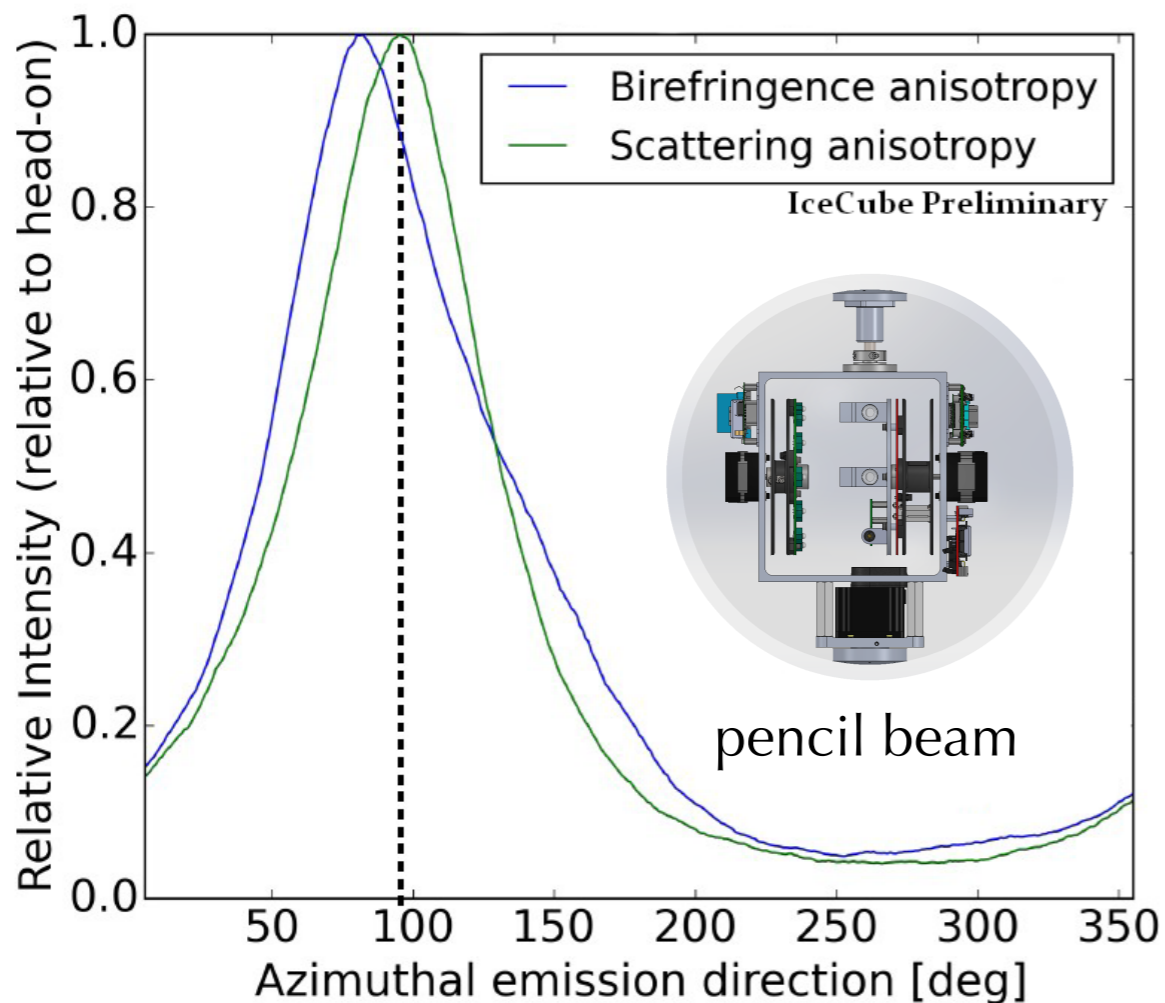 Relative Intensity (relative to head-on)
1.0
0.8
0.6
0.4
0.2
0.0
Birefringence anisotropy
Scattering anisotropy
IceCube Preliminary
pencil beam
50 100 150 200 250 300 350
Azimuthal emission direction [deg]